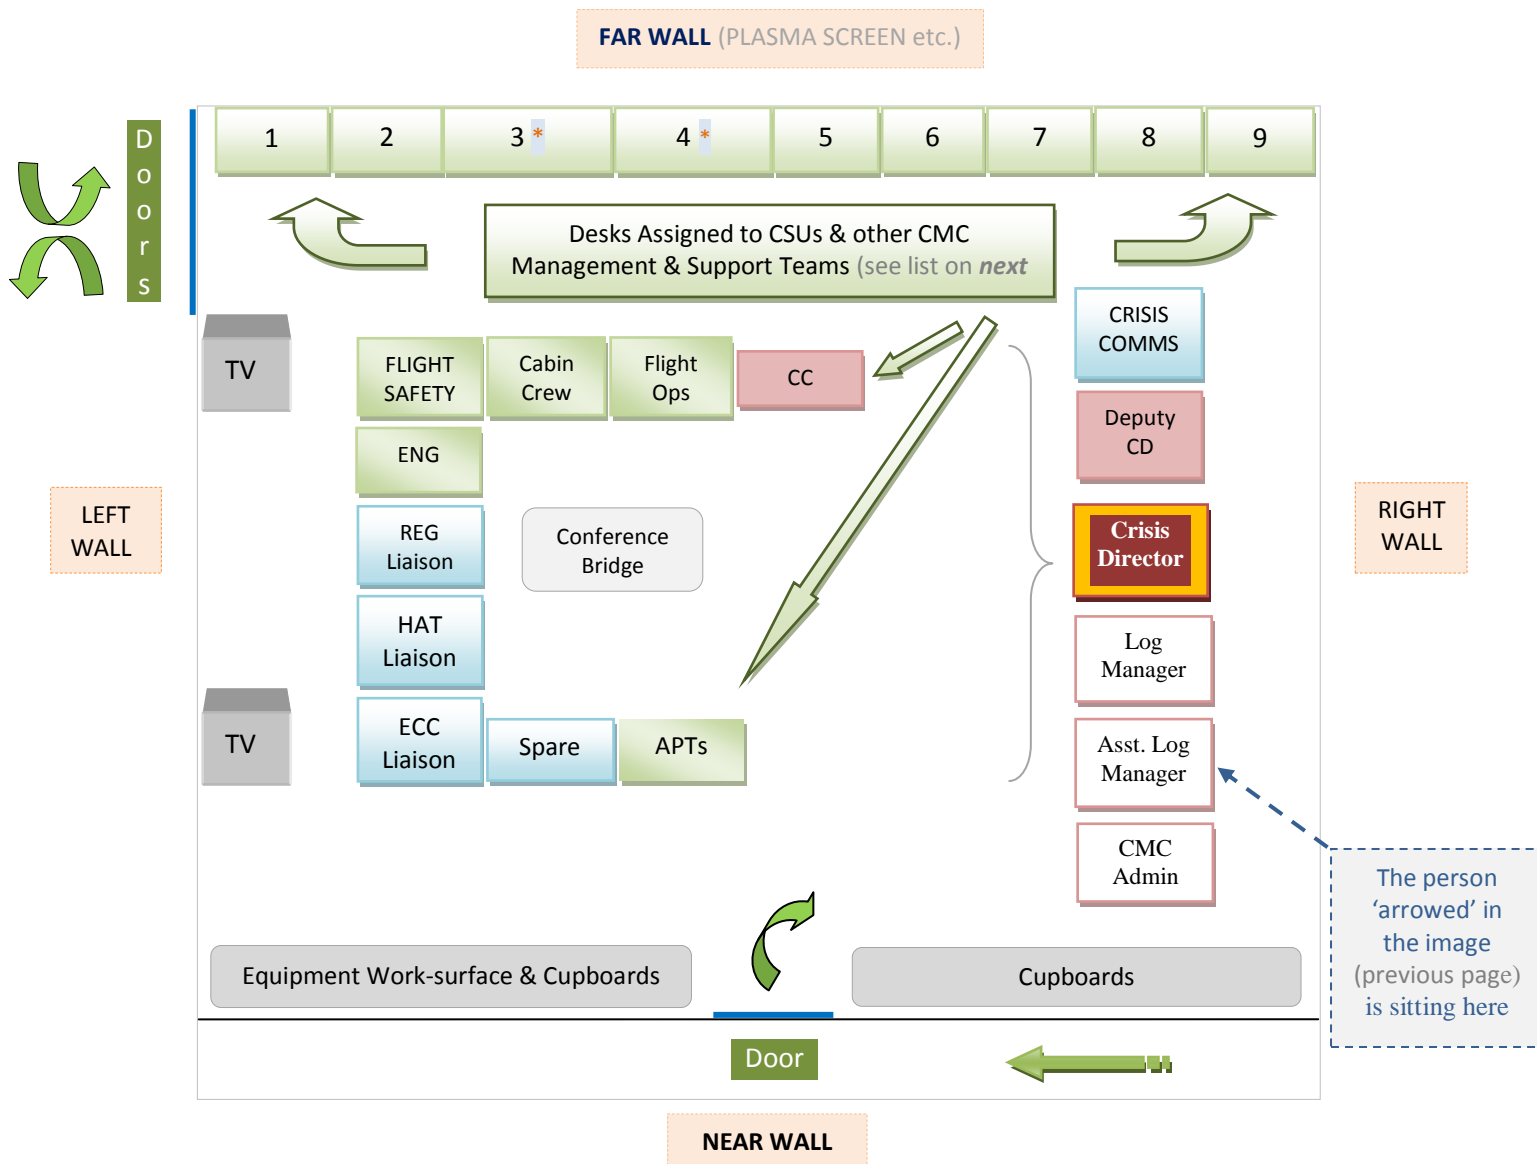 FAR WALL (PLASMA SCREEN etc.)
Doors
1
2
3 *
4 *
5
6
7
8
9
Desks Assigned to CSUs & other CMC
Management & Support Teams (see list on next
TV
FLIGHT
SAFETY
Cabin
Crew
Flight
Ops
CC
CRISIS
COMMS
Deputy
CD
ENG
LEFT
WALL
REG
Liaison
Conference
Bridge
Crisis
Director
RIGHT
WALL
HAT
Liaison
Log
Manager
TV
ECC
Liaison
Spare
APTs
Asst. Log
Manager
CMC
Admin
The person
‘arrowed’ in
the image
(previous page)
is sitting here
Equipment Work-surface & Cupboards
Cupboards
Door
NEAR WALL